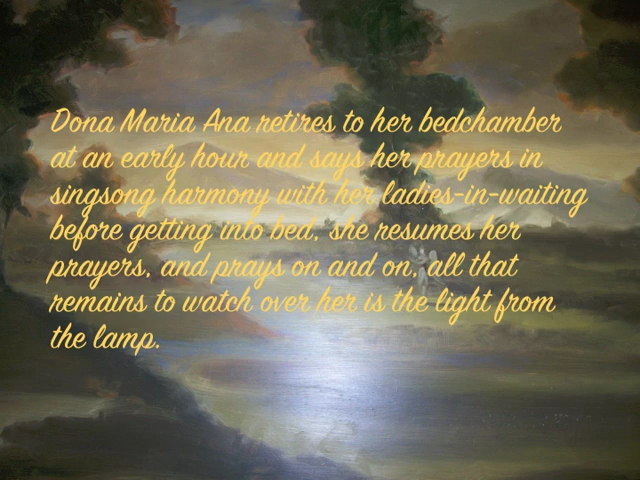 Dona Maria Ana retires to her bedchamber
at an early hour and says her prayers in
singsong harmony with her ladies-in-waiting
before getting into bed, she resumes her
prayers, and prays on and on, all that
remains to watch over her is the light from
the lamp.